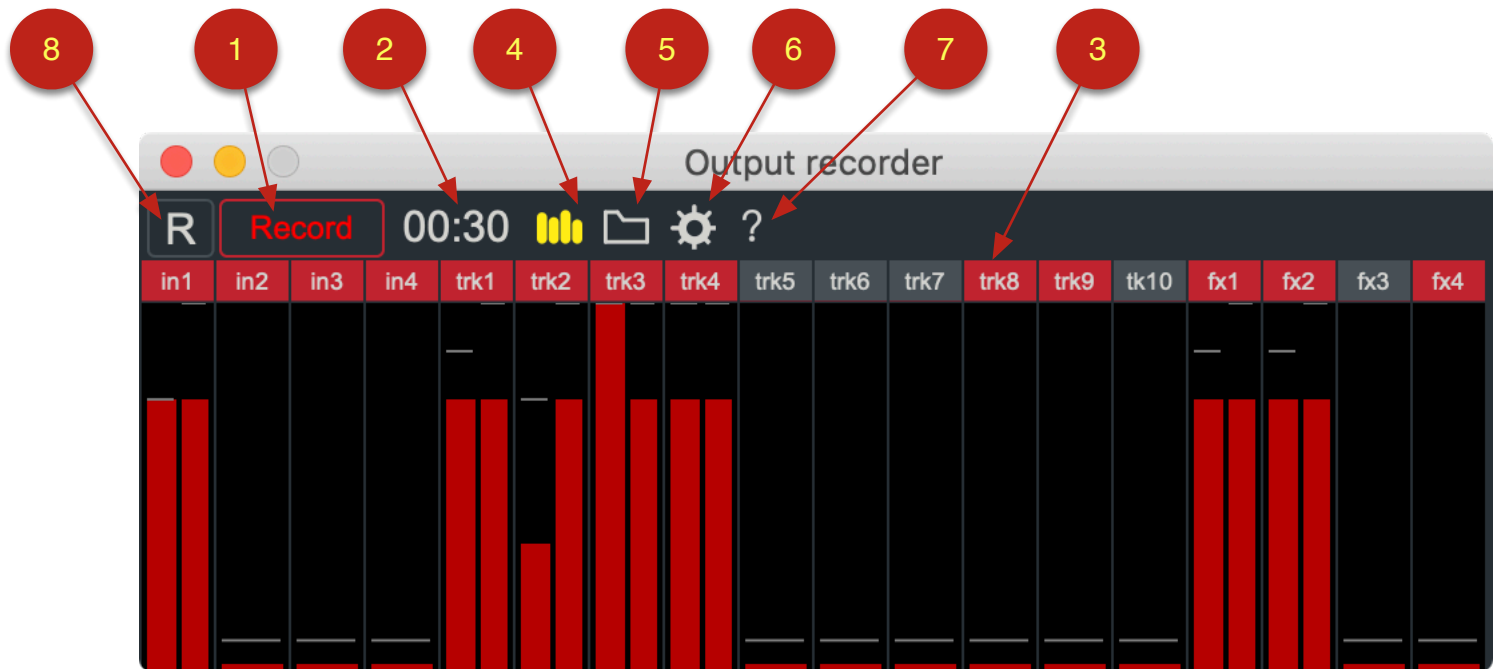 8 1 2 4 5 6 7 3
Output recorder
R Record 00:30 ?
in1 in2 in3 in4 trk1 trk2 trk3 trk4 trk5 trk6 trk7 trk8 trk9 tk10 fx1 fx2 fx3 fx4